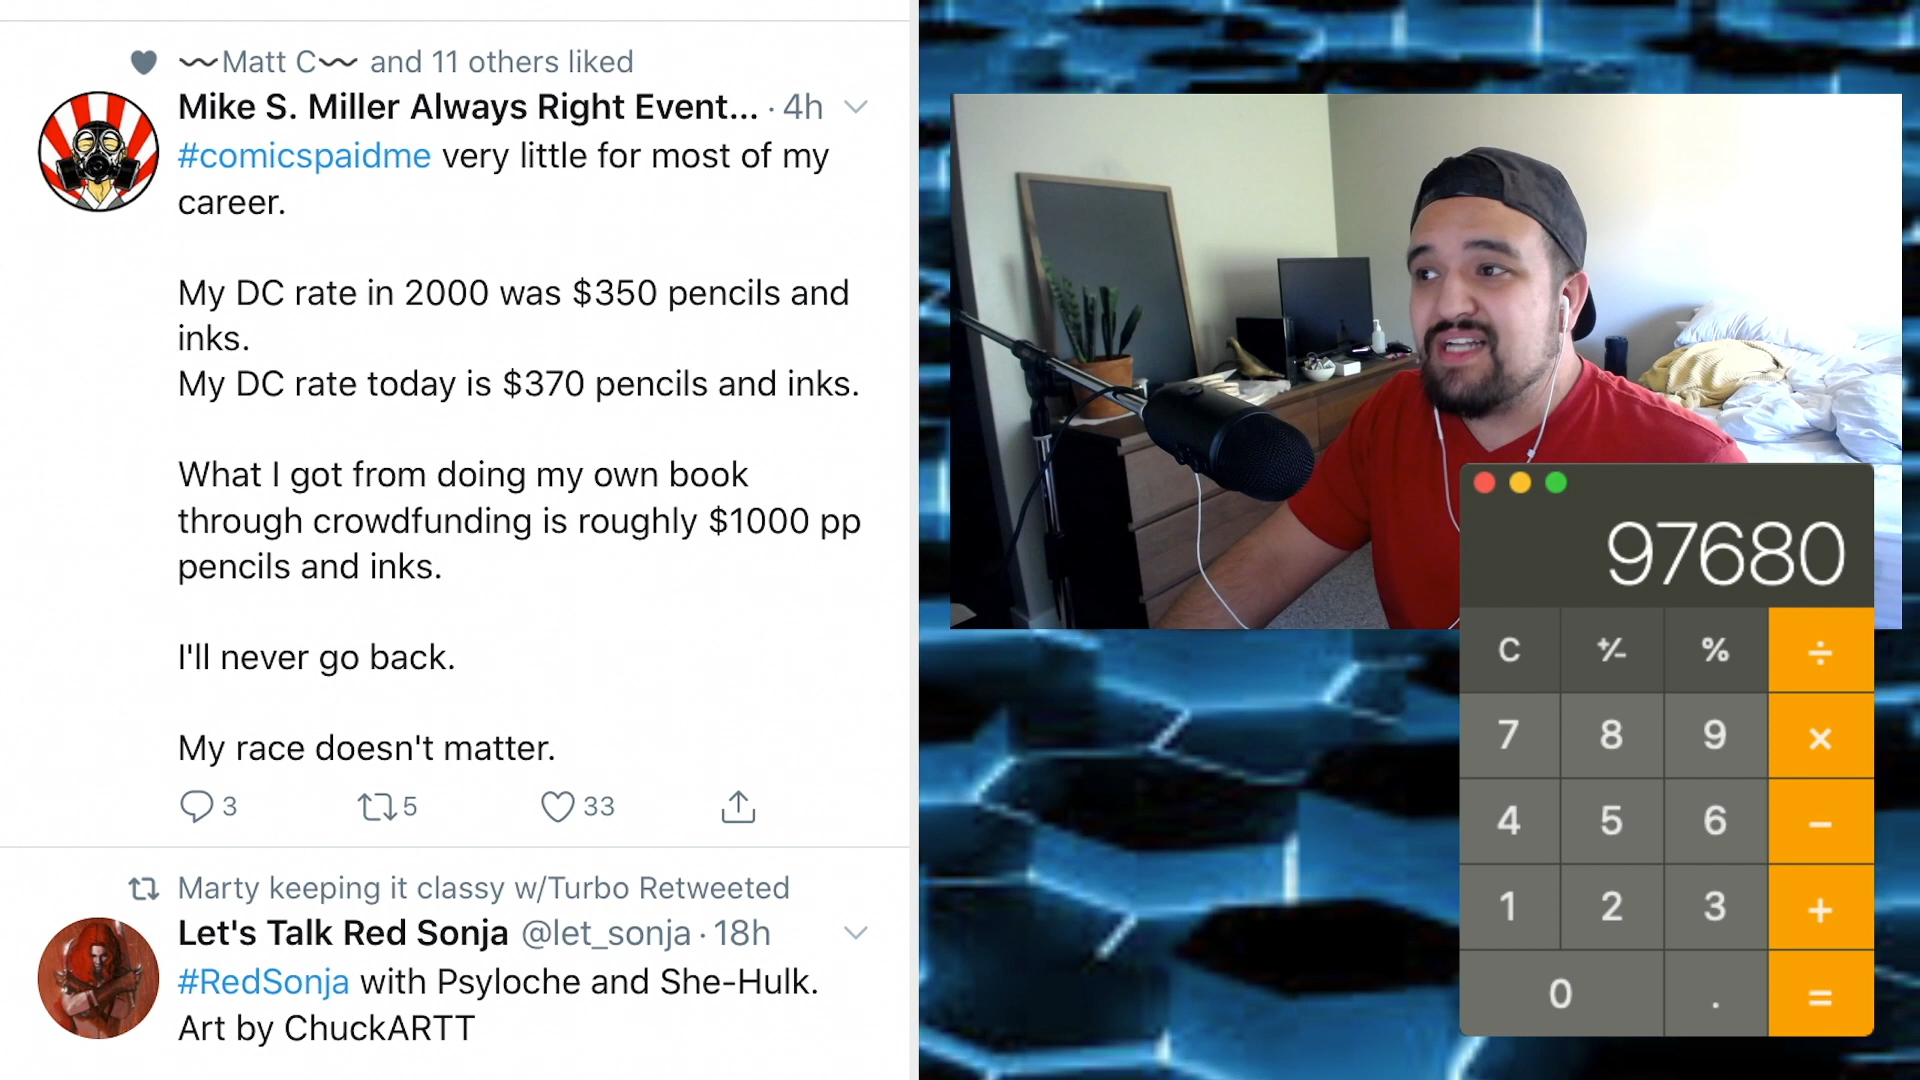 Matt C and 11 others liked
Mike S. Miller Always Right Event... · 4h
#comicspaidme very little for most of my
career.
My DC rate in 2000 was $350 pencils and
inks.
My DC rate today is $370 pencils and inks.
What I got from doing my own book
through crowdfunding is roughly $1000 pp
pencils and inks.
I'll never go back.
My race doesn't matter.
3 5 33
Marty keeping it classy w/Turbo Retweeted
Let's Talk Red Sonja @let_sonja · 18h
#RedSonja with Psyloche and She-Hulk.
Art by ChuckARTT
97680
C +/- % ÷
7 8 9 ×
4 5 6 −
1 2 3 +
0 . =